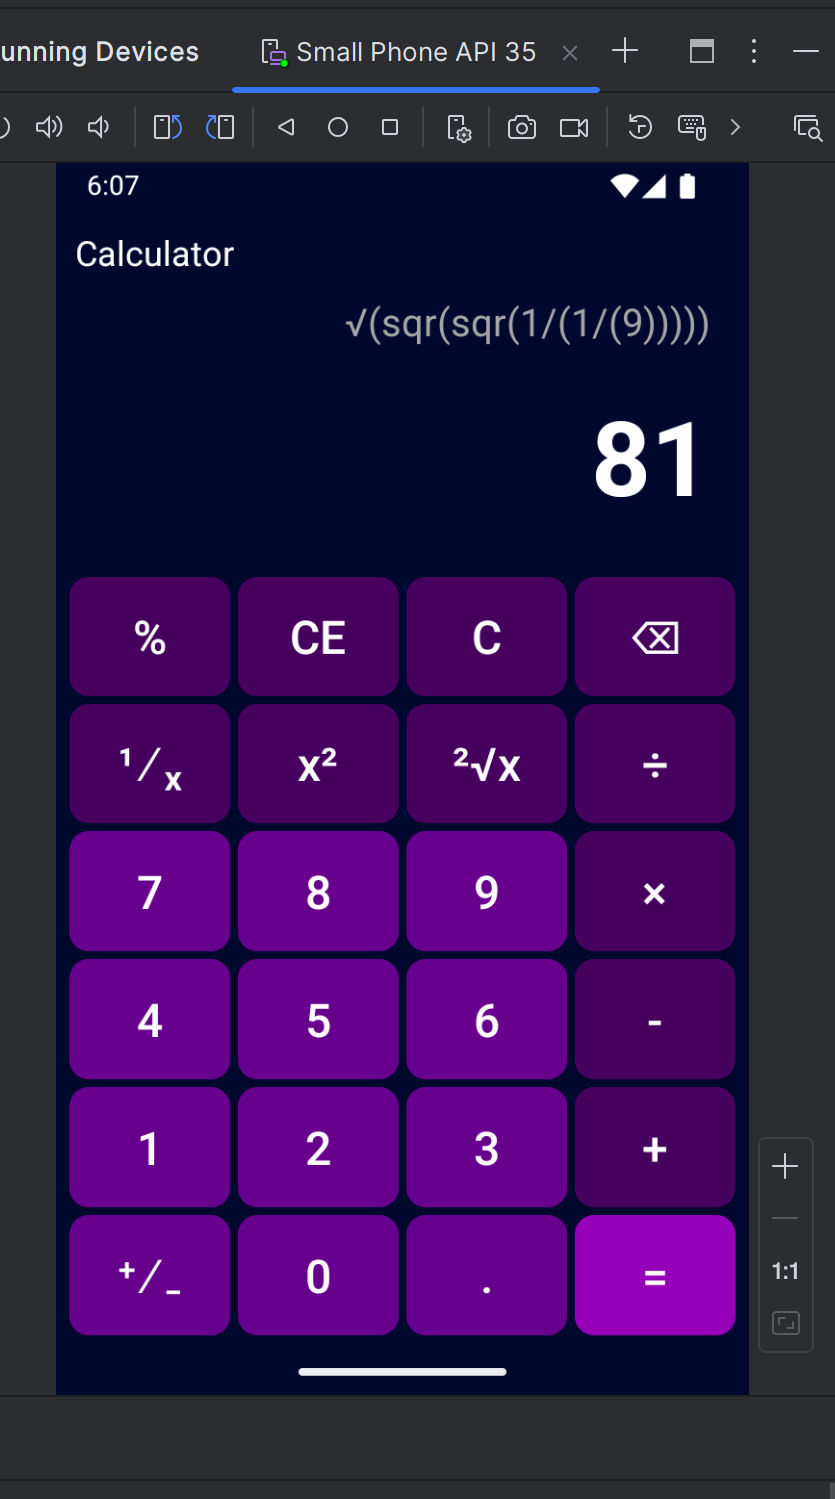 unning Devices
Small Phone API 35
6:07
Calculator
√(sqr(sqr(1/(1/(9)))))
81
% CE C
¹/x x² ²√x ÷
7 8 9 ×
4 5 6 -
1 2 3 +
+/- 0 . =
1:1